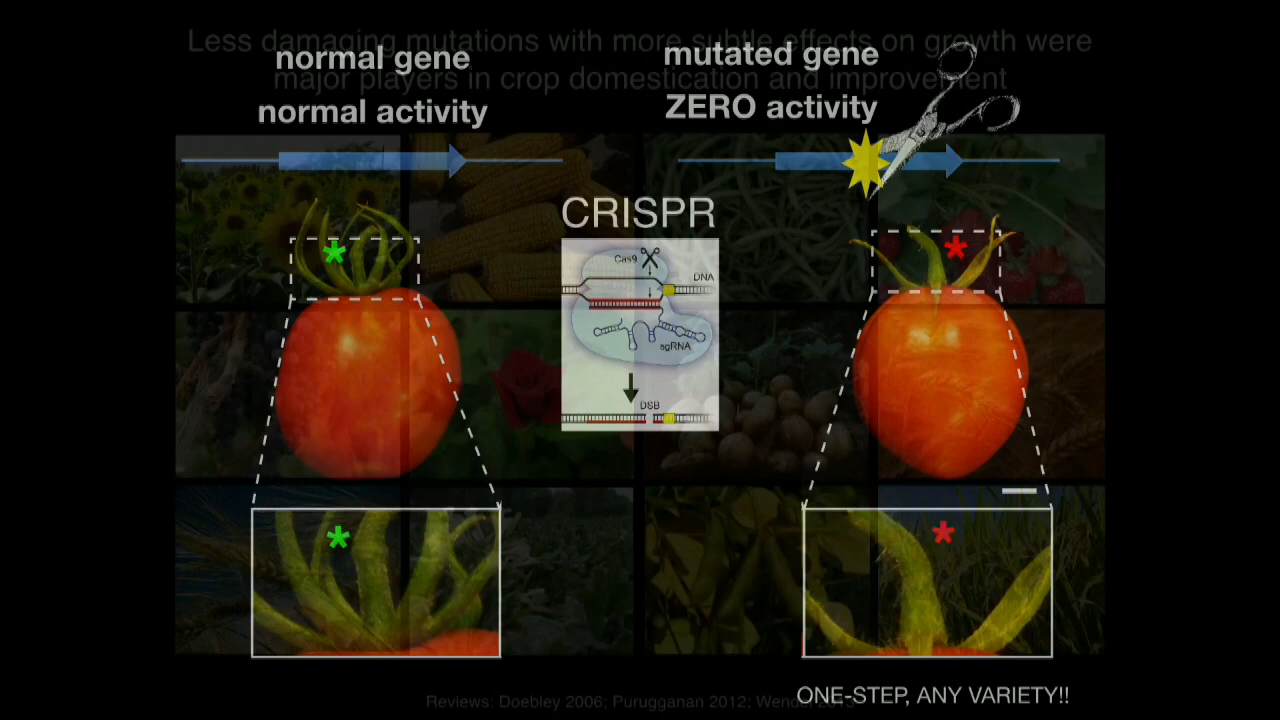 Less damaging mutations with more subtle effects on growth were
major players in crop domestication and improvement
normal gene
normal activity
mutated gene
ZERO activity
CRISPR
Cas9
DNA
sgRNA
DSB
*
*
*
*
Reviews: Doebley 2006; Purugganan 2012;
ONE-STEP, ANY VARIETY!!